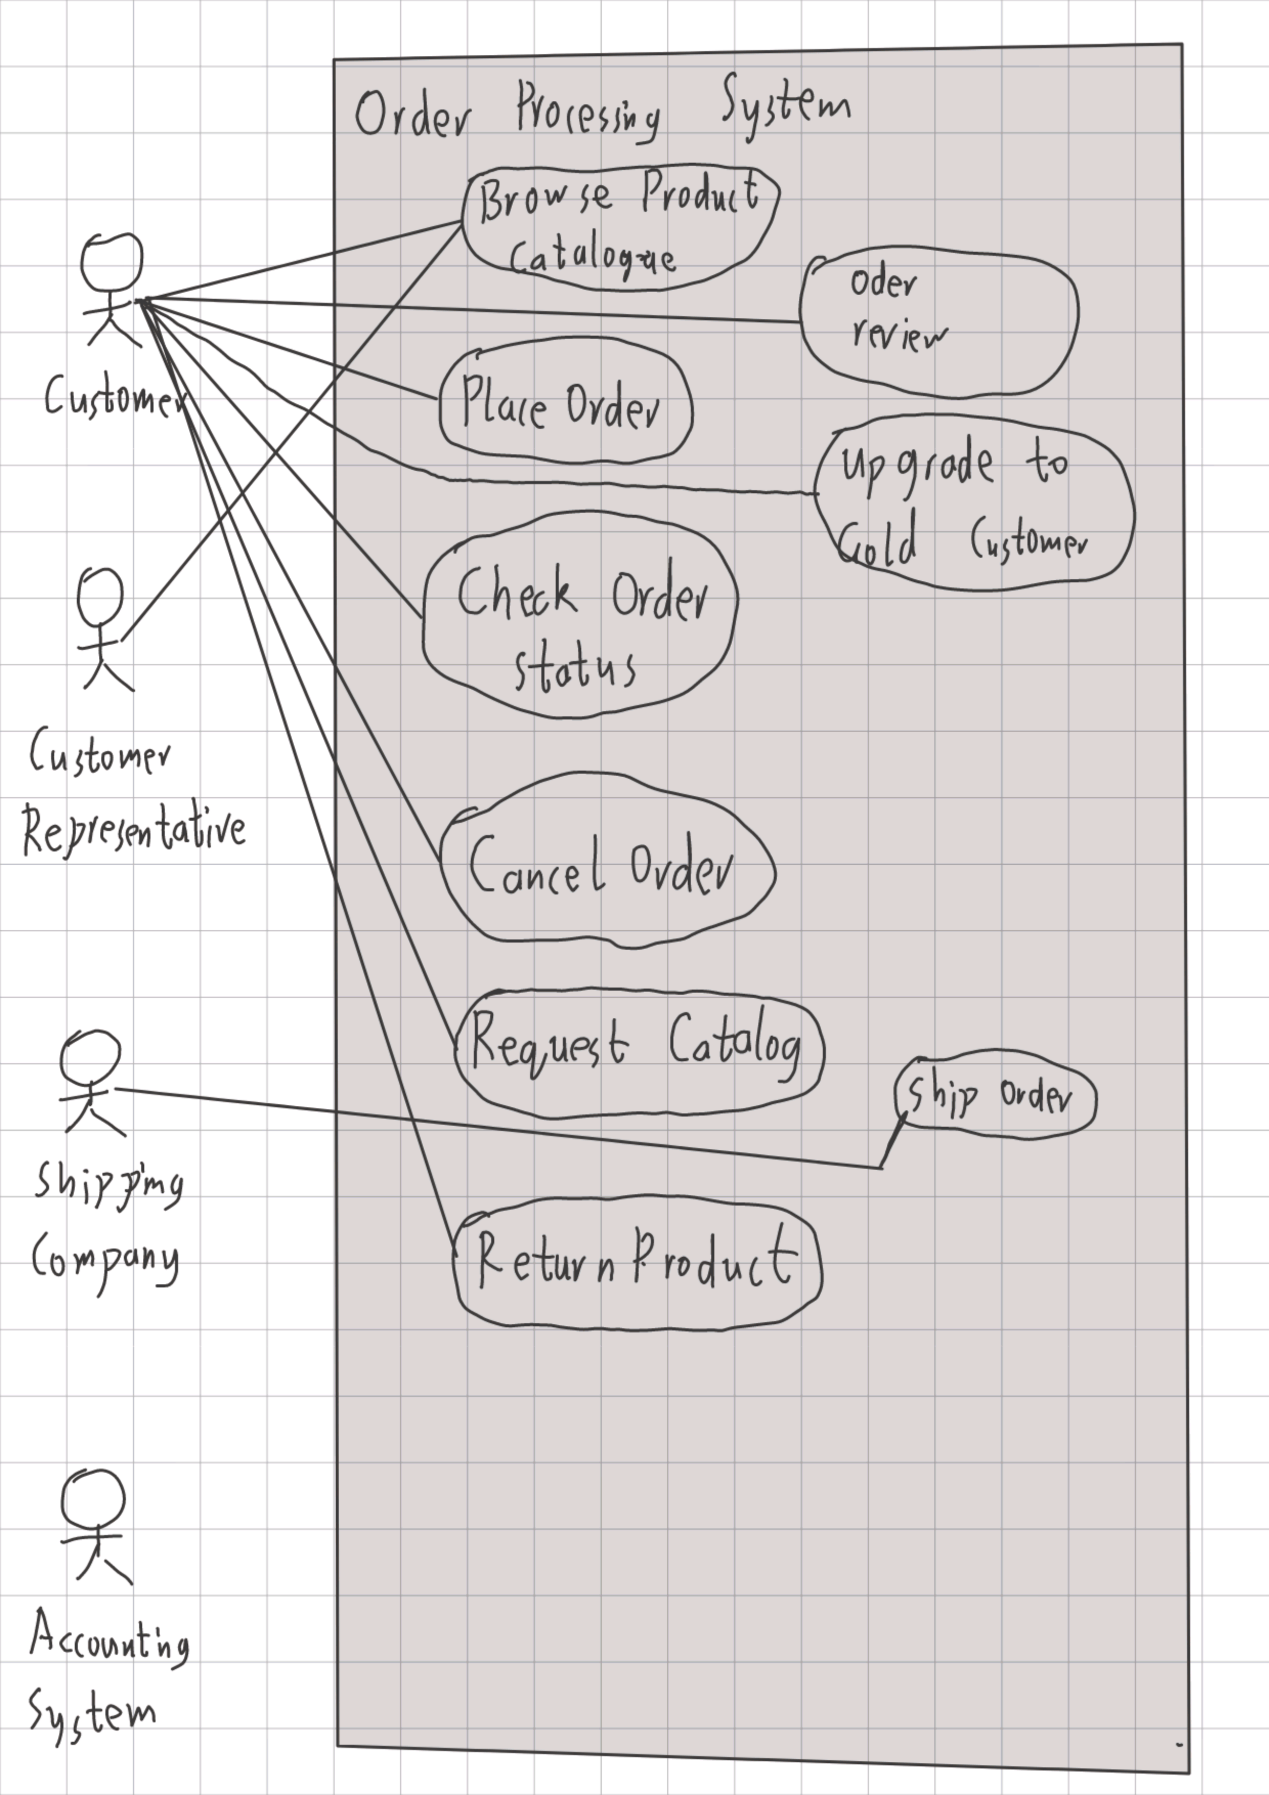 Order Processing System
Browse Product
Catalogue
Oder
review
Customer
Place Order
upgrade to
Gold Customer
Check Order
status
Customer
Representative
Cancel Order
Request Catalog
Ship Order
Shipping
Company
Return Product
Accounting
System